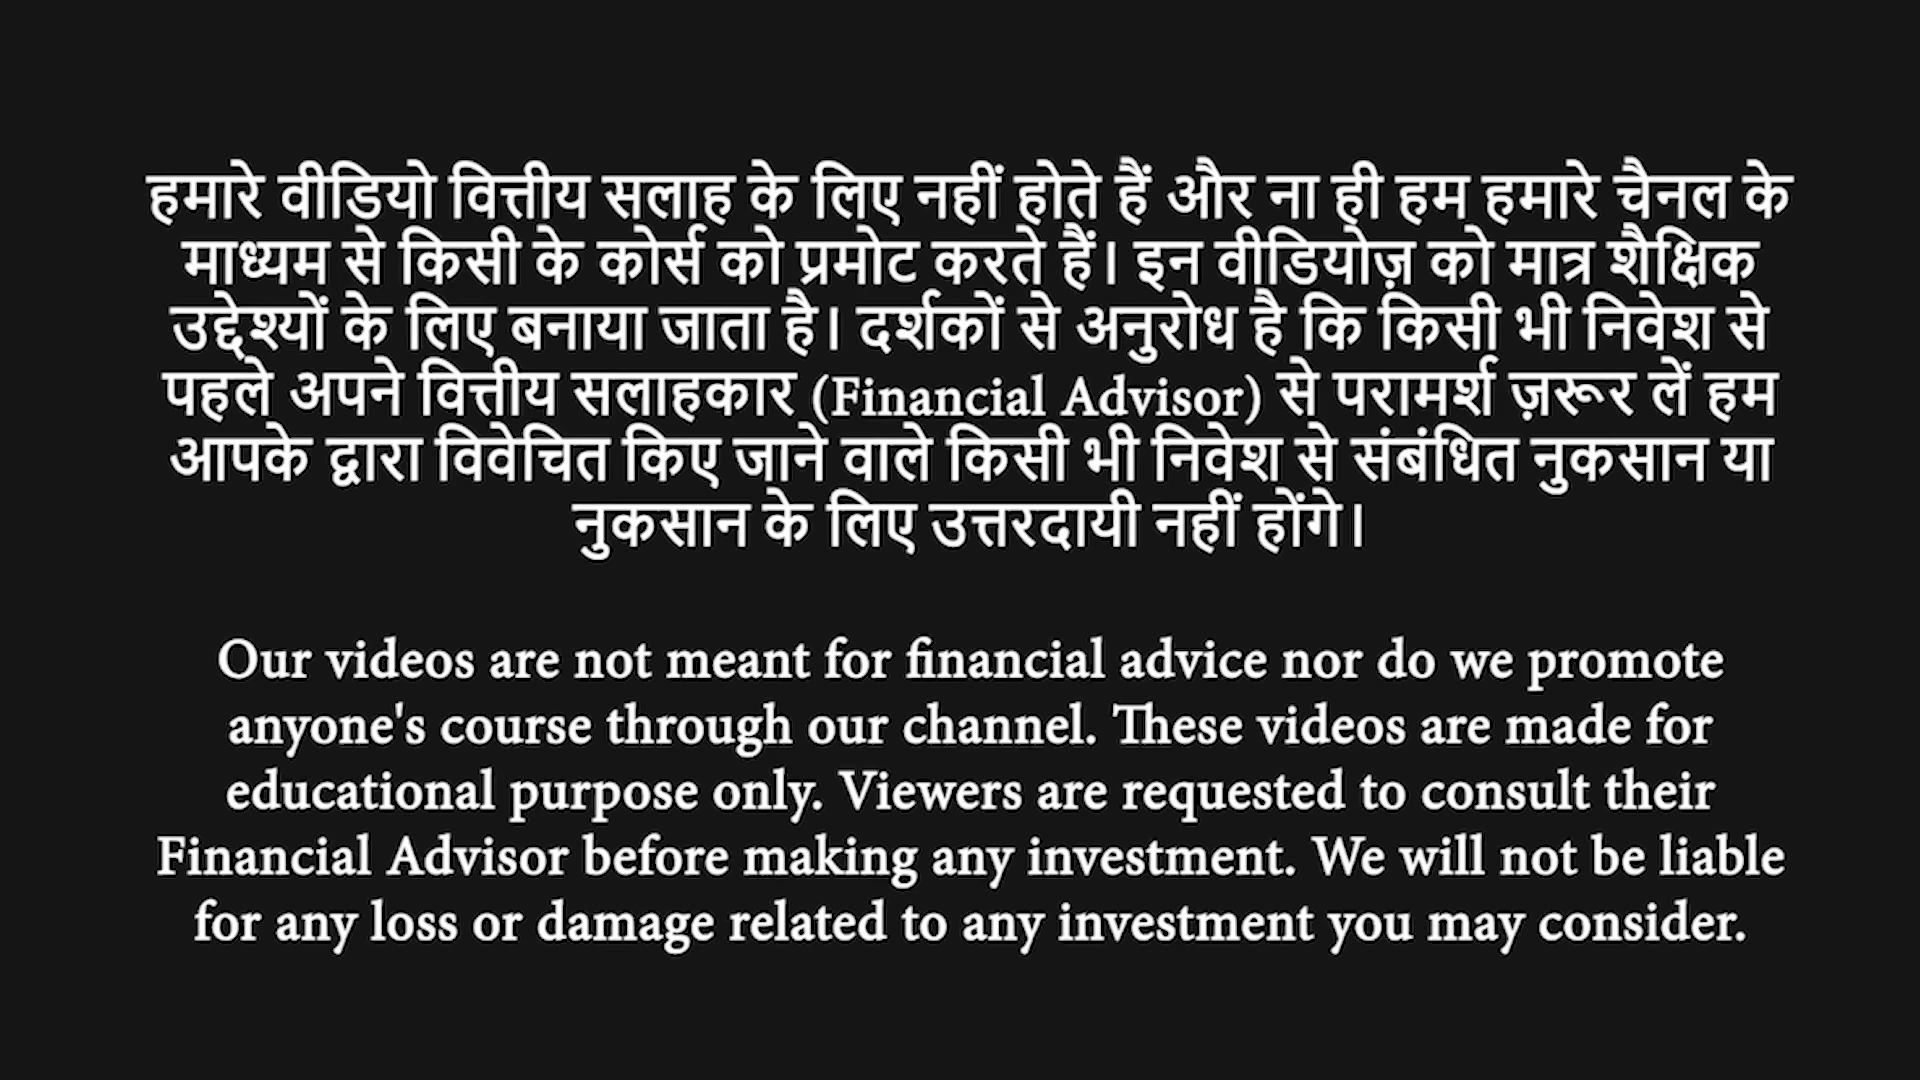 हमारे वीडियो वित्तीय सलाह के लिए नहीं होते हैं और ना ही हम हमारे चैनल के
माध्यम से किसी के कोर्स को प्रमोट करते हैं। इन वीडियोज़ को मात्र शैक्षिक
उद्देश्यों के लिए बनाया जाता है। दर्शकों से अनुरोध है कि किसी भी निवेश से
पहले अपने वित्तीय सलाहकार (Financial Advisor) से परामर्श ज़रूर लें हम
आपके द्वारा विवेचित किए जाने वाले किसी भी निवेश से संबंधित नुकसान या
नुकसान के लिए उत्तरदायी नहीं होंगे।
Our videos are not meant for financial advice nor do we promote
anyone's course through our channel. These videos are made for
educational purpose only. Viewers are requested to consult their
Financial Advisor before making any investment. We will not be liable
for any loss or damage related to any investment you may consider.